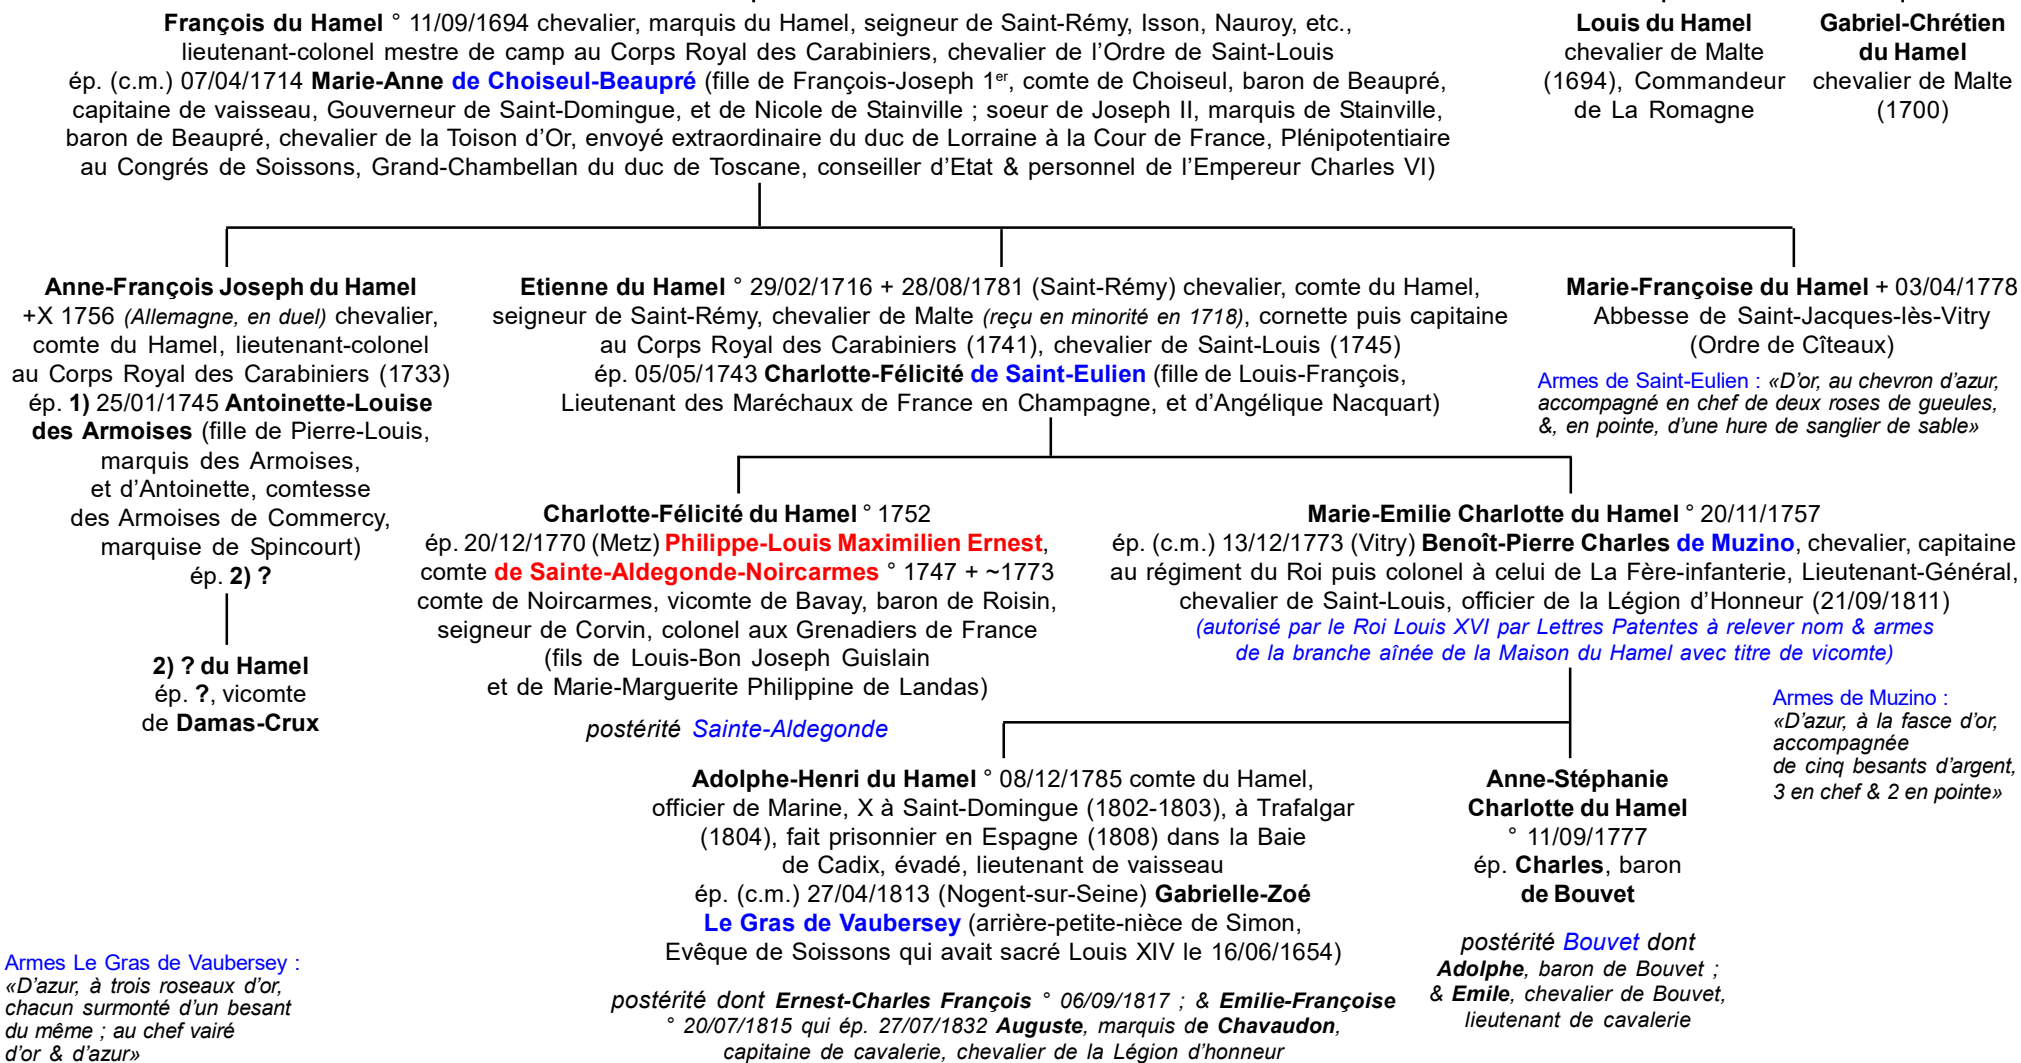 François du Hamel ° 11/09/1694 chevalier, marquis du Hamel, seigneur de Saint-Rémy, Isson, Nauroy, etc.,
lieutenant-colonel mestre de camp au Corps Royal des Carabiniers, chevalier de l’Ordre de Saint-Louis
ép. (c.m.) 07/04/1714 Marie-Anne de Choiseul-Beaupré (fille de François-Joseph 1er, comte de Choiseul, baron de Beaupré,
capitaine de vaisseau, Gouverneur de Saint-Domingue, et de Nicole de Stainville ; soeur de Joseph II, marquis de Stainville,
baron de Beaupré, chevalier de la Toison d’Or, envoyé extraordinaire du duc de Lorraine à la Cour de France, Plénipotentiaire
au Congrés de Soissons, Grand-Chambellan du duc de Toscane, conseiller d’Etat & personnel de l’Empereur Charles VI)
Louis du Hamel
chevalier de Malte
(1694), Commandeur
de La Romagne
Gabriel-Chrétien
du Hamel
chevalier de Malte
(1700)
Anne-François Joseph du Hamel
+X 1756 (Allemagne, en duel) chevalier,
comte du Hamel, lieutenant-colonel
au Corps Royal des Carabiniers (1733)
ép. 1) 25/01/1745 Antoinette-Louise
des Armoises (fille de Pierre-Louis,
marquis des Armoises,
et d’Antoinette, comtesse
des Armoises de Commercy,
marquise de Spincourt)
ép. 2) ?
2) ? du Hamel
ép. ?, vicomte
de Damas-Crux
Etienne du Hamel ° 29/02/1716 + 28/08/1781 (Saint-Rémy) chevalier, comte du Hamel,
seigneur de Saint-Rémy, chevalier de Malte (reçu en minorité en 1718), cornette puis capitaine
au Corps Royal des Carabiniers (1741), chevalier de Saint-Louis (1745)
ép. 05/05/1743 Charlotte-Félicité de Saint-Eulien (fille de Louis-François,
Lieutenant des Maréchaux de France en Champagne, et d’Angélique Nacquart)
Marie-Françoise du Hamel + 03/04/1778
Abbesse de Saint-Jacques-lès-Vitry
(Ordre de Cîteaux)
Armes de Saint-Eulien : «D’or, au chevron d’azur,
accompagné en chef de deux roses de gueules,
&, en pointe, d’une hure de sanglier de sable»
Charlotte-Félicité du Hamel ° 1752
ép. 20/12/1770 (Metz) Philippe-Louis Maximilien Ernest,
comte de Sainte-Aldegonde-Noircarmes ° 1747 + ~1773
comte de Noircarmes, vicomte de Bavay, baron de Roisin,
seigneur de Corvin, colonel aux Grenadiers de France
(fils de Louis-Bon Joseph Guislain
et de Marie-Marguerite Philippine de Landas)
postérité Sainte-Aldegonde
Marie-Emilie Charlotte du Hamel ° 20/11/1757
ép. (c.m.) 13/12/1773 (Vitry) Benoît-Pierre Charles de Muzino, chevalier, capitaine
au régiment du Roi puis colonel à celui de La Fère-infanterie, Lieutenant-Général,
chevalier de Saint-Louis, officier de la Légion d’Honneur (21/09/1811)
(autorisé par le Roi Louis XVI par Lettres Patentes à relever nom & armes
de la branche aînée de la Maison du Hamel avec titre de vicomte)
Armes de Muzino :
«D’azur, à la fasce d’or,
accompagnée
de cinq besants d’argent,
3 en chef & 2 en pointe»
Adolphe-Henri du Hamel ° 08/12/1785 comte du Hamel,
officier de Marine, X à Saint-Domingue (1802-1803), à Trafalgar
(1804), fait prisonnier en Espagne (1808) dans la Baie
de Cadix, évadé, lieutenant de vaisseau
ép. (c.m.) 27/04/1813 (Nogent-sur-Seine) Gabrielle-Zoé
Le Gras de Vaubersey (arrière-petite-nièce de Simon,
Evêque de Soissons qui avait sacré Louis XIV le 16/06/1654)
postérité dont Ernest-Charles François ° 06/09/1817 ; & Emilie-Françoise
° 20/07/1815 qui ép. 27/07/1832 Auguste, marquis de Chavaudon,
capitaine de cavalerie, chevalier de la Légion d’honneur
Anne-Stéphanie
Charlotte du Hamel
° 11/09/1777
ép. Charles, baron
de Bouvet
postérité Bouvet dont
Adolphe, baron de Bouvet ;
& Emile, chevalier de Bouvet,
lieutenant de cavalerie
Armes Le Gras de Vaubersey :
«D’azur, à trois roseaux d’or,
chacun surmonté d’un besant
du même ; au chef vairé
d’or & d’azur»